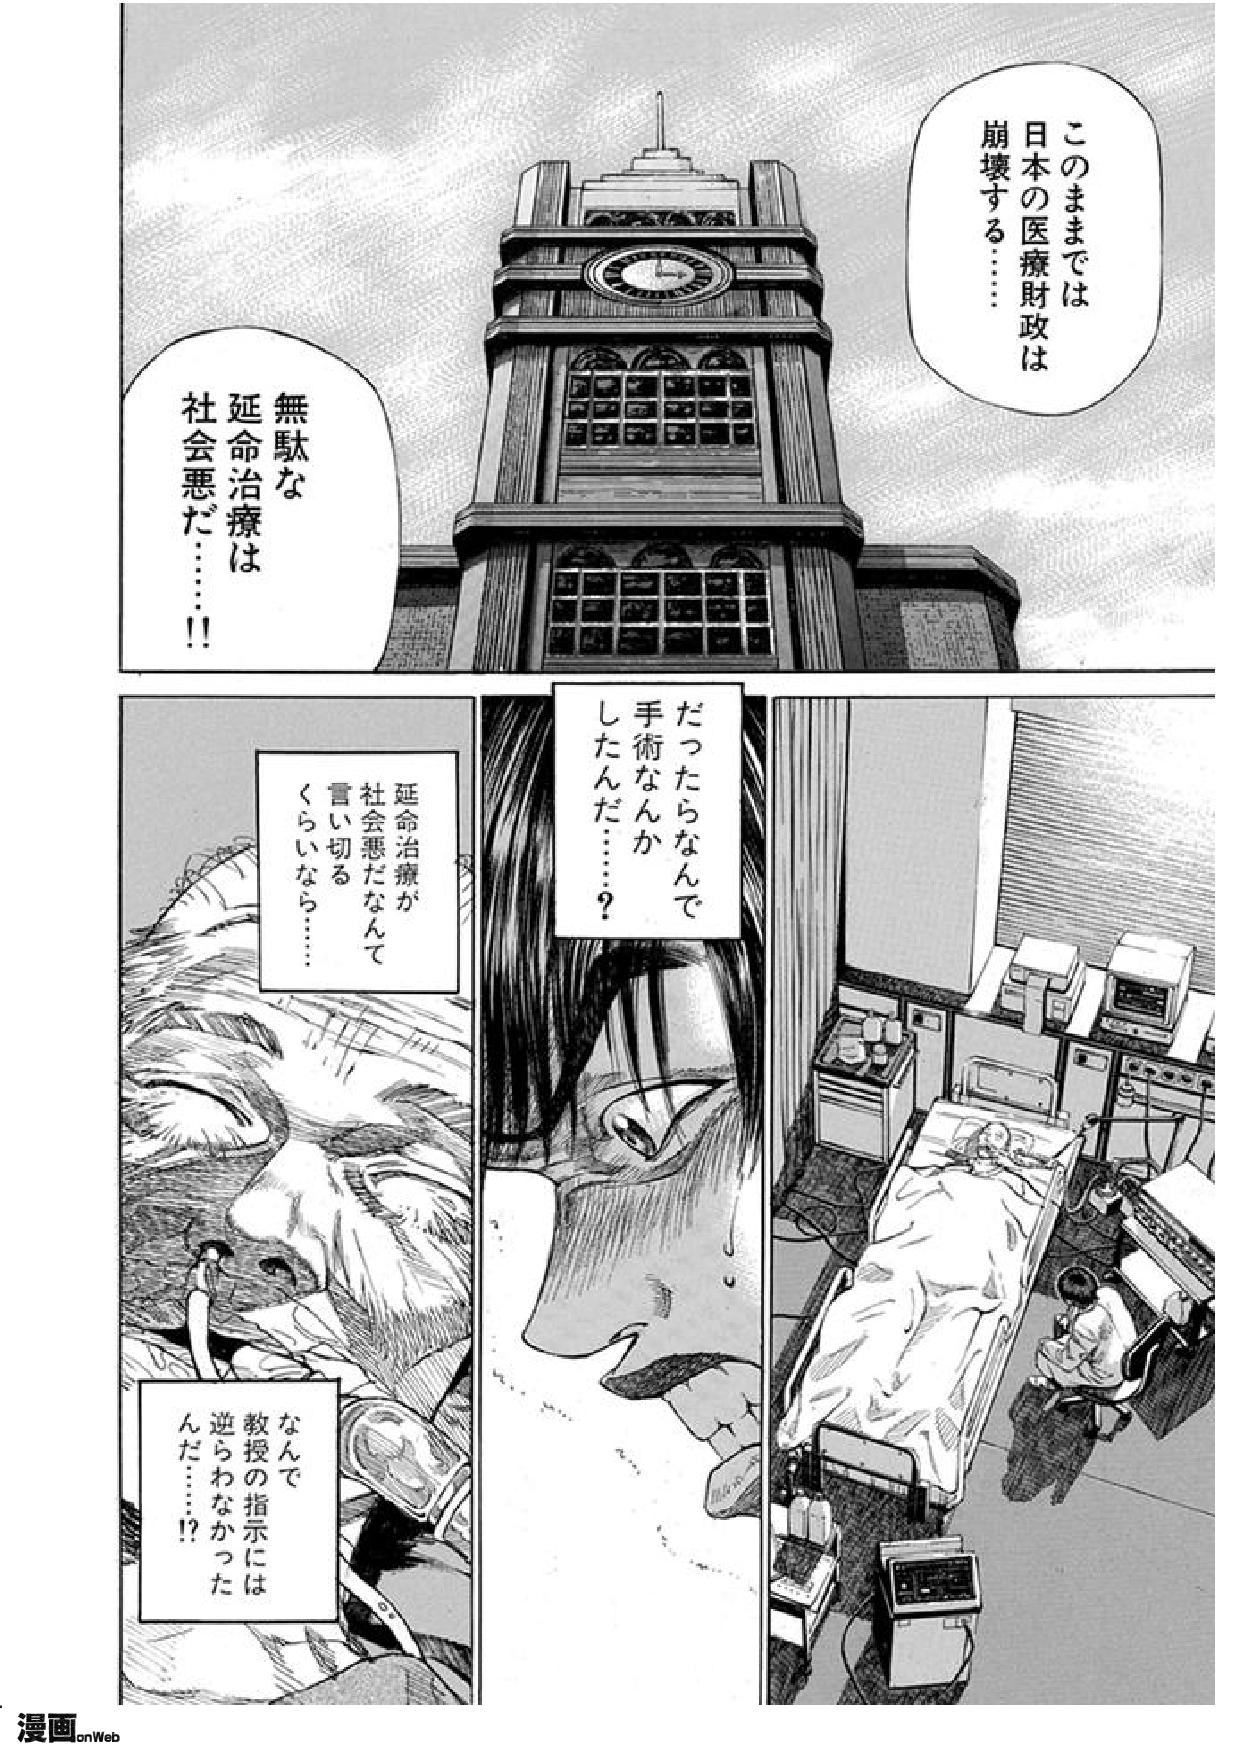 このままでは
日本の医療財政は
崩壊する……
無駄な
延命治療は
社会悪だ……!!
だったらなんで
手術なんか
したんだ……?
延命治療が
社会悪だなんて
言い切る
くらいなら……
なんで
教授の指示には
逆らわなかった
んだ……!?
漫画onWeb